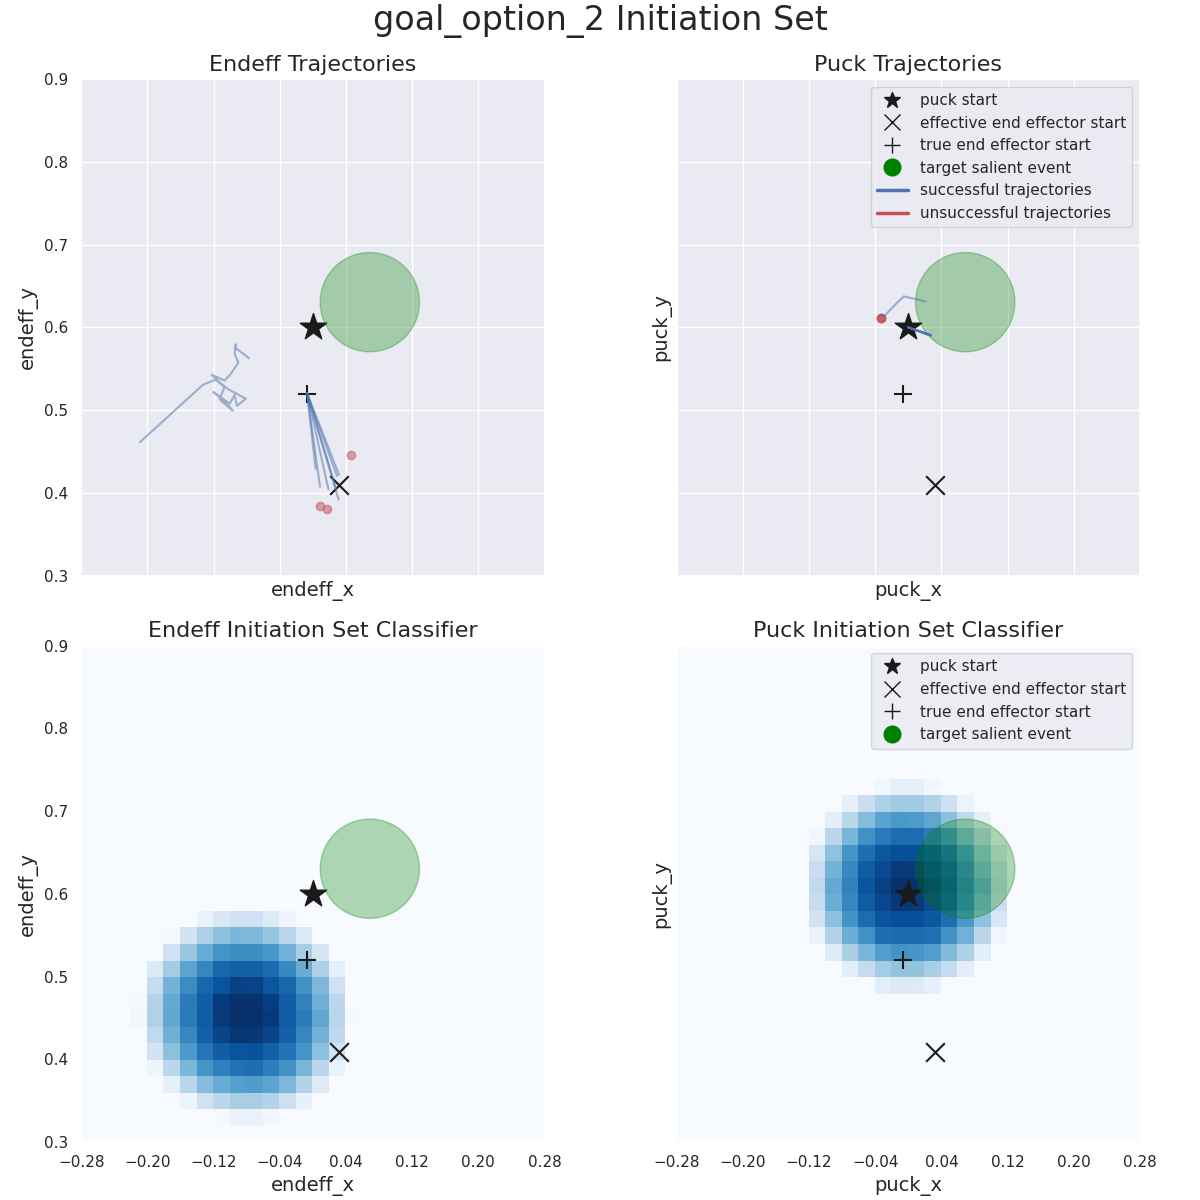 goal_option_2 Initiation Set
Endeff Trajectories
0.9
0.8
0.7
0.6
0.5
0.4
0.3
endeff_y
endeff_x
Puck Trajectories
puck start
effective end effector start
true end effector start
target salient event
successful trajectories
unsuccessful trajectories
puck_y
puck_x
Endeff Initiation Set Classifier
0.9
0.8
0.7
0.6
0.5
0.4
0.3
endeff_y
−0.28 −0.20 −0.12 −0.04 0.04 0.12 0.20 0.28
endeff_x
Puck Initiation Set Classifier
puck start
effective end effector start
true end effector start
target salient event
puck_y
−0.28 −0.20 −0.12 −0.04 0.04 0.12 0.20 0.28
puck_x